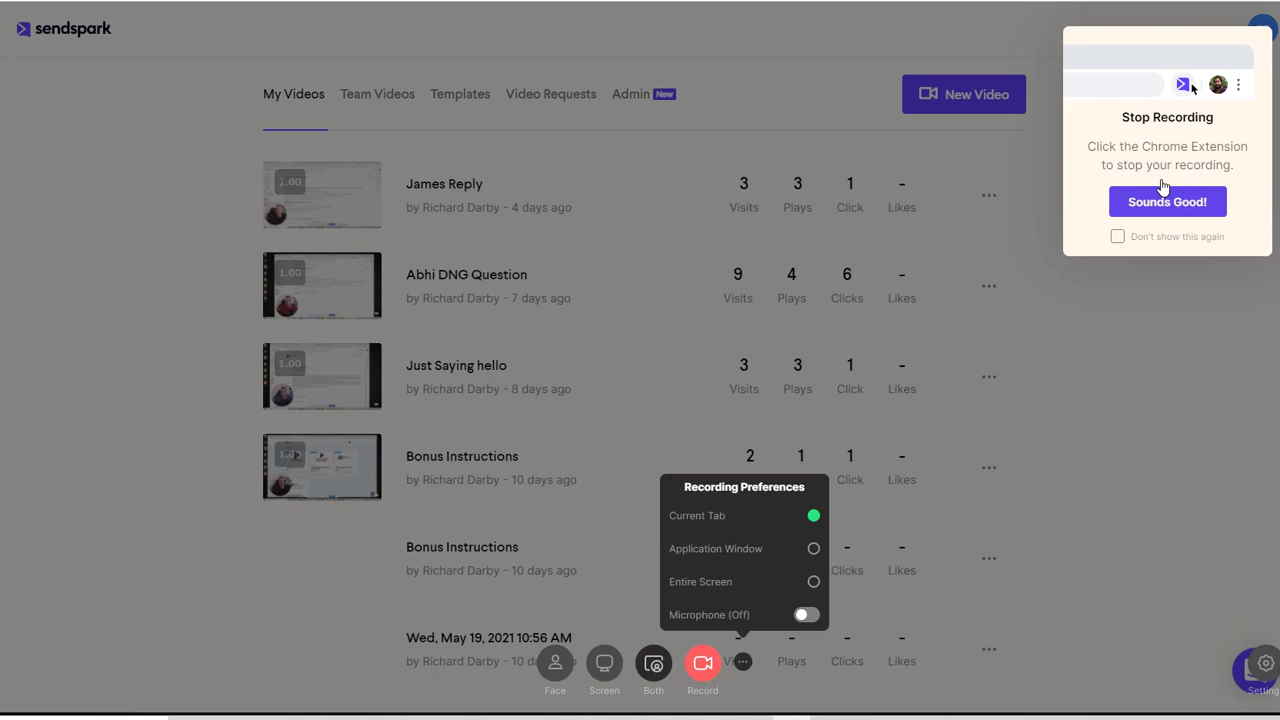 sendspark
My Videos Team Videos Templates Video Requests Admin New
New Video
Stop Recording
Click the Chrome Extension
to stop your recording.
Sounds Good!
Don't show this again
1.00
James Reply
by Richard Darby - 4 days ago
3 3 1 -
Visits Plays Click Likes
1.00
Abhi DNG Question
by Richard Darby - 7 days ago
9 4 6 -
Visits Plays Clicks Likes
1.00
Just Saying hello
by Richard Darby - 8 days ago
3 3 1 -
Visits Plays Click Likes
Bonus Instructions
by Richard Darby - 10 days ago
2 1 1 -
Click Likes
Bonus Instructions
by Richard Darby - 10 days ago
- -
Clicks Likes
Recording Preferences
Current Tab
Application Window
Entire Screen
Microphone (Off)
Wed, May 19, 2021 10:56 AM
- - - -
by Richard Darby - 10 d
Plays Clicks Likes
Face Screen Both Record